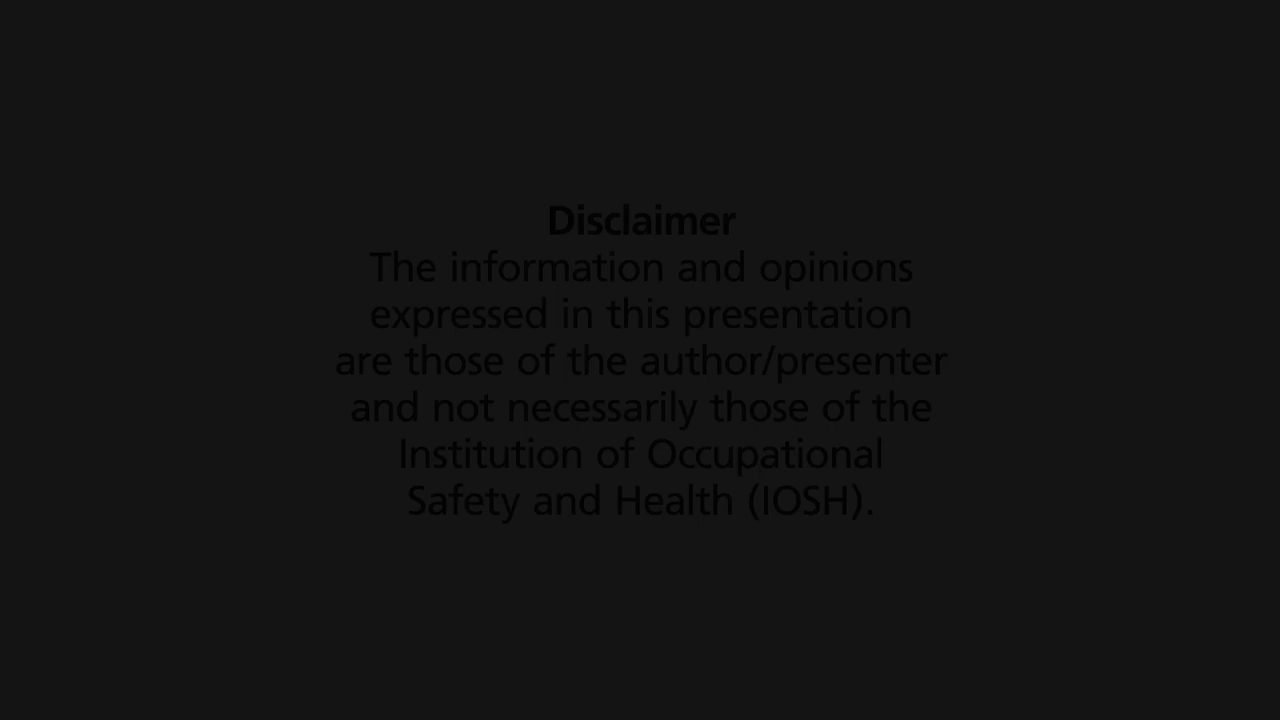 Disclaimer
The information and opinions
expressed in this presentation
are those of the author/presenter
and not necessarily those of the
Institution of Occupational
Safety and Health (IOSH).